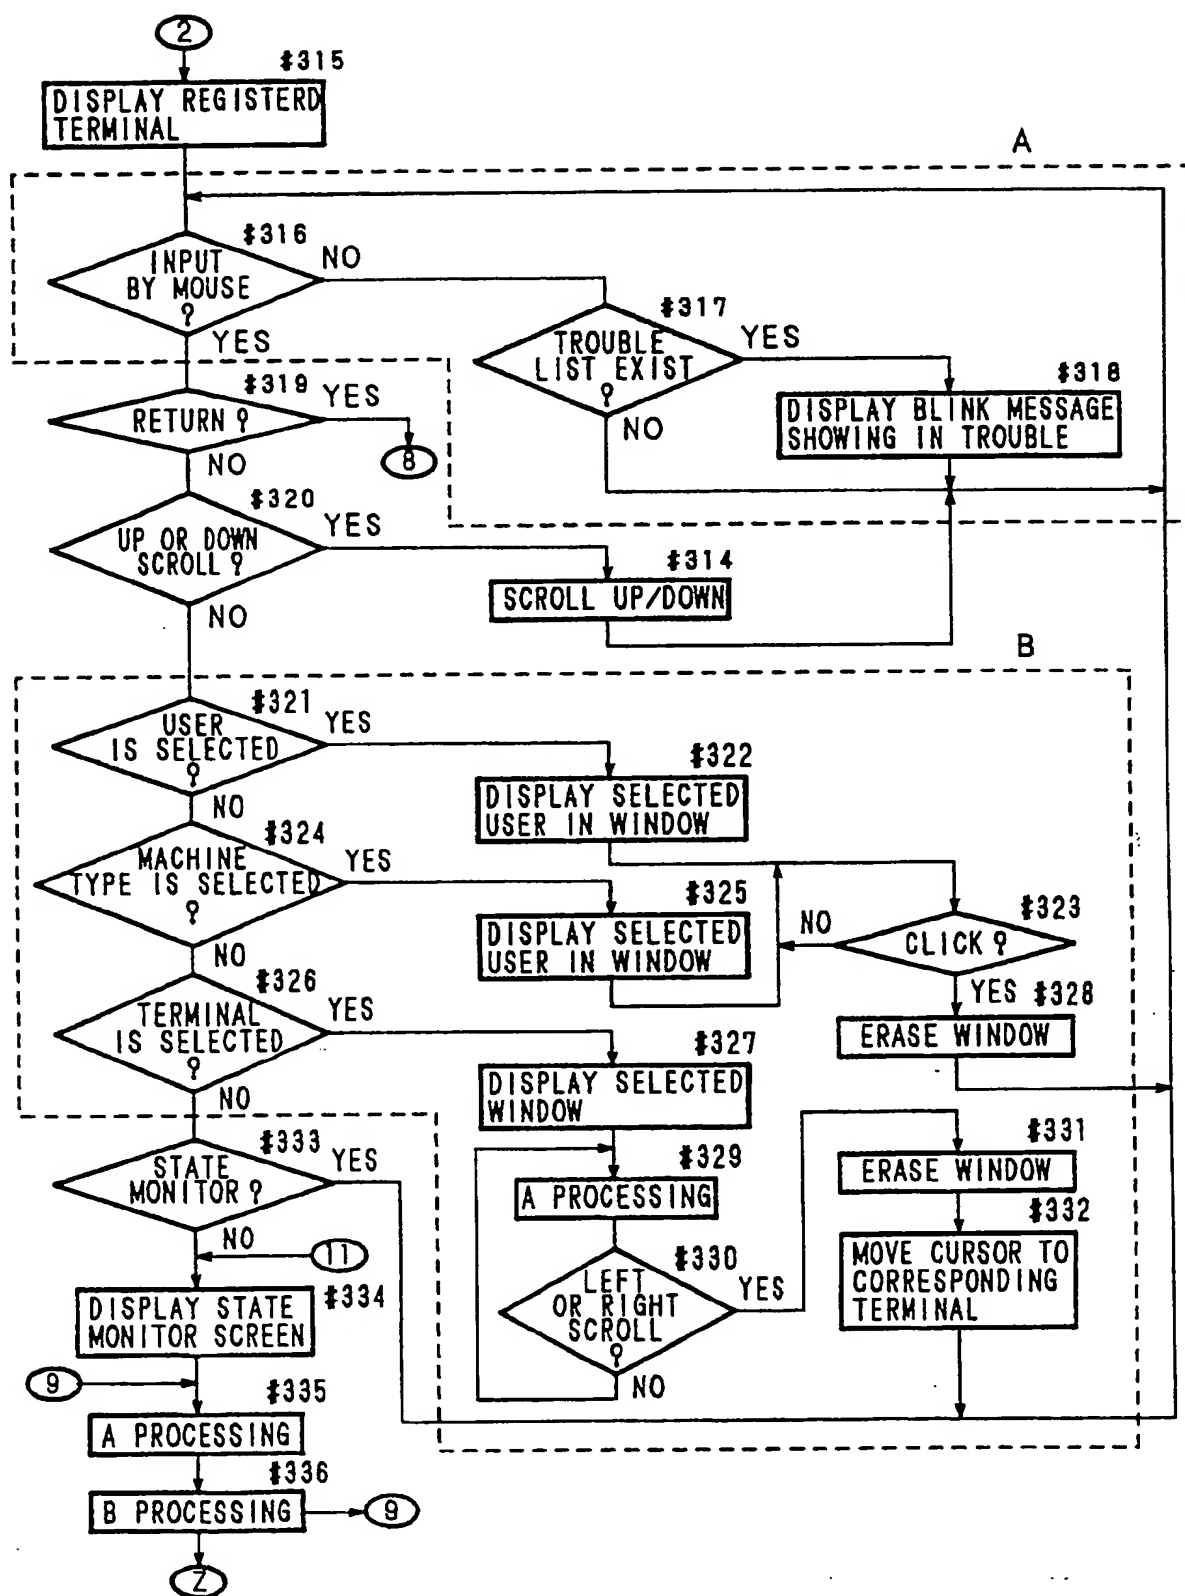 2
#315
DISPLAY REGISTERD
TERMINAL
A
#316
INPUT
BY MOUSE
?
NO
YES
#317
TROUBLE
LIST EXIST
?
YES
NO
#318
DISPLAY BLINK MESSAGE
SHOWING IN TROUBLE
#319
RETURN ?
YES
8
NO
#320
UP OR DOWN
SCROLL ?
YES
NO
#314
SCROLL UP/DOWN
B
#321
USER
IS SELECTED
?
YES
NO
#322
DISPLAY SELECTED
USER IN WINDOW
#324
MACHINE
TYPE IS SELECTED
?
YES
NO
#325
DISPLAY SELECTED
USER IN WINDOW
#323
CLICK ?
NO
YES
#328
ERASE WINDOW
#326
TERMINAL
IS SELECTED
?
YES
NO
#327
DISPLAY SELECTED
WINDOW
#329
A PROCESSING
#330
LEFT
OR RIGHT
SCROLL
?
YES
NO
#331
ERASE WINDOW
#332
MOVE CURSOR TO
CORRESPONDING
TERMINAL
#333
STATE
MONITOR ?
YES
NO
11
#334
DISPLAY STATE
MONITOR SCREEN
9
#335
A PROCESSING
#336
B PROCESSING
9
Z